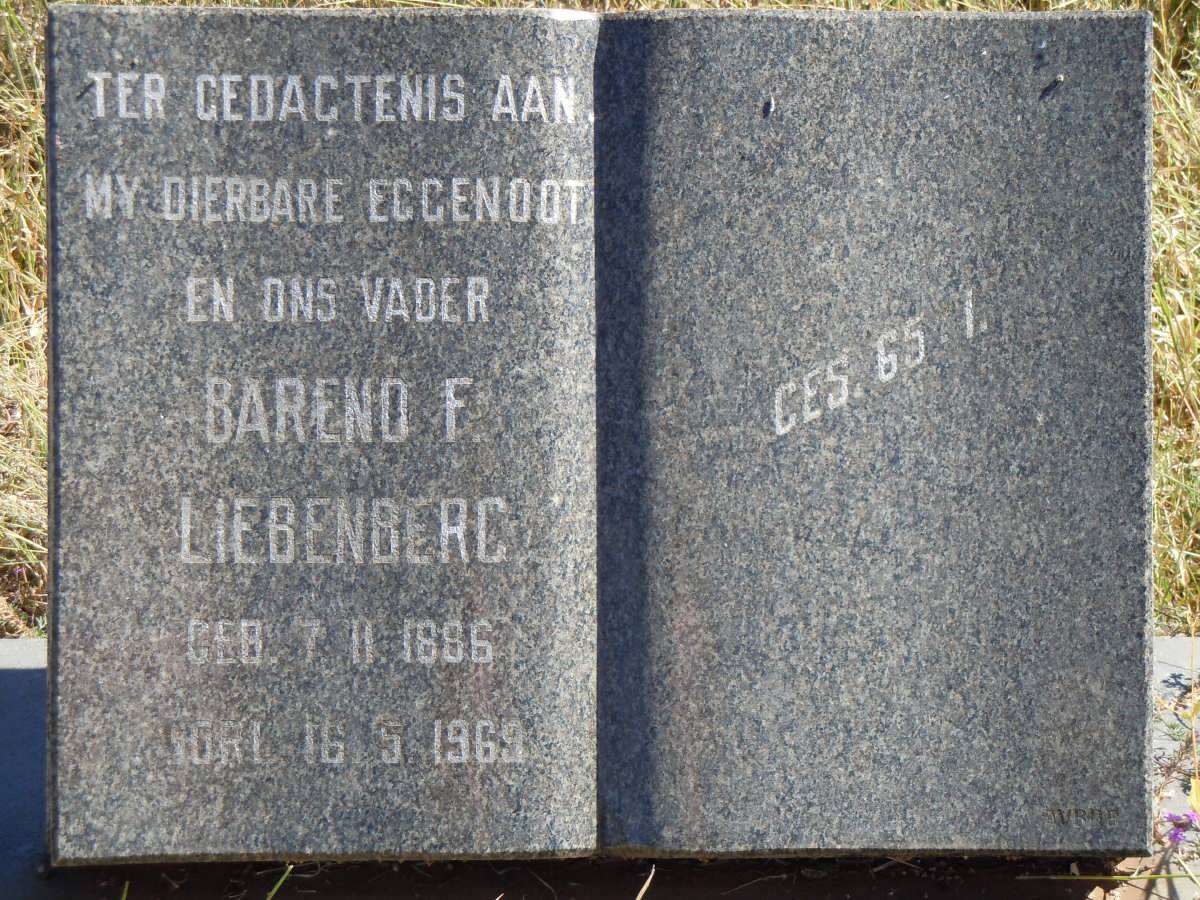 TER GEDACTENIS AAN
MY DIERBARE EGGENOOT
EN ONS VADER
BAREND F.
LIEBENBERG
GEB. 7. 11. 1886
OORL. 16. 5. 1969
GES. 65. 1.